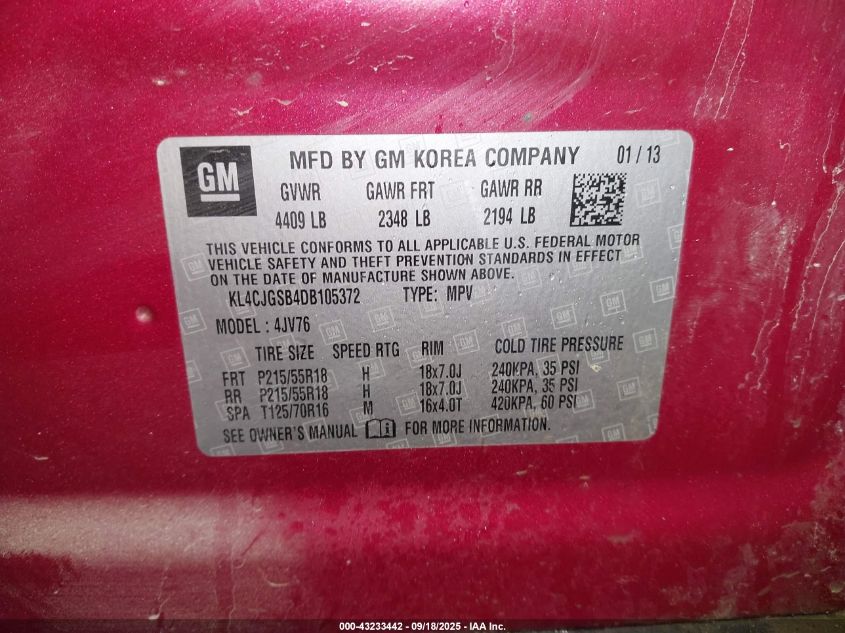 GM MFD BY GM KOREA COMPANY 01 / 13
GVWR GAWR FRT GAWR RR
4409 LB 2348 LB 2194 LB
THIS VEHICLE CONFORMS TO ALL APPLICABLE U.S. FEDERAL MOTOR
VEHICLE SAFETY AND THEFT PREVENTION STANDARDS IN EFFECT
ON THE DATE OF MANUFACTURE SHOWN ABOVE.
KL4CJGSB4DB105372 TYPE: MPV
MODEL : 4JV76
TIRE SIZE SPEED RTG RIM COLD TIRE PRESSURE
FRT P215/55R18 H 18x7.0J 240KPA, 35 PSI
RR P215/55R18 H 18x7.0J 240KPA, 35 PSI
SPA T125/70R16 M 16x4.0T 420KPA, 60 PSI
SEE OWNER'S MANUAL FOR MORE INFORMATION.
000-43233442 - 09/18/2025 - IAA Inc.